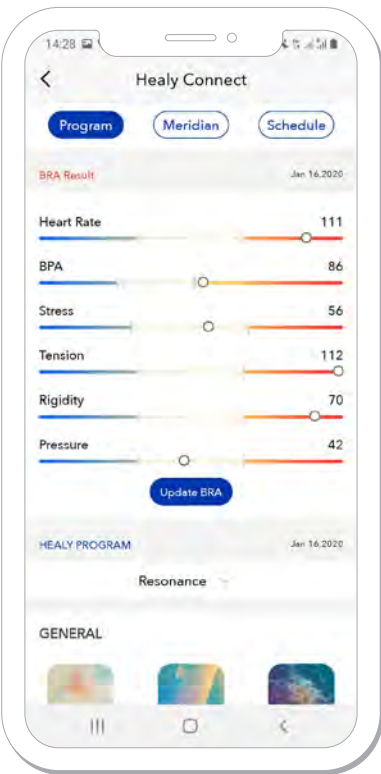 14:28
Healy Connect
Program Meridian Schedule
BRA Result Jan 16.2020
Heart Rate 111
BPA 86
Stress 56
Tension 112
Rigidity 70
Pressure 42
Update BRA
HEALY PROGRAM Jan 16.2020
Resonance
GENERAL